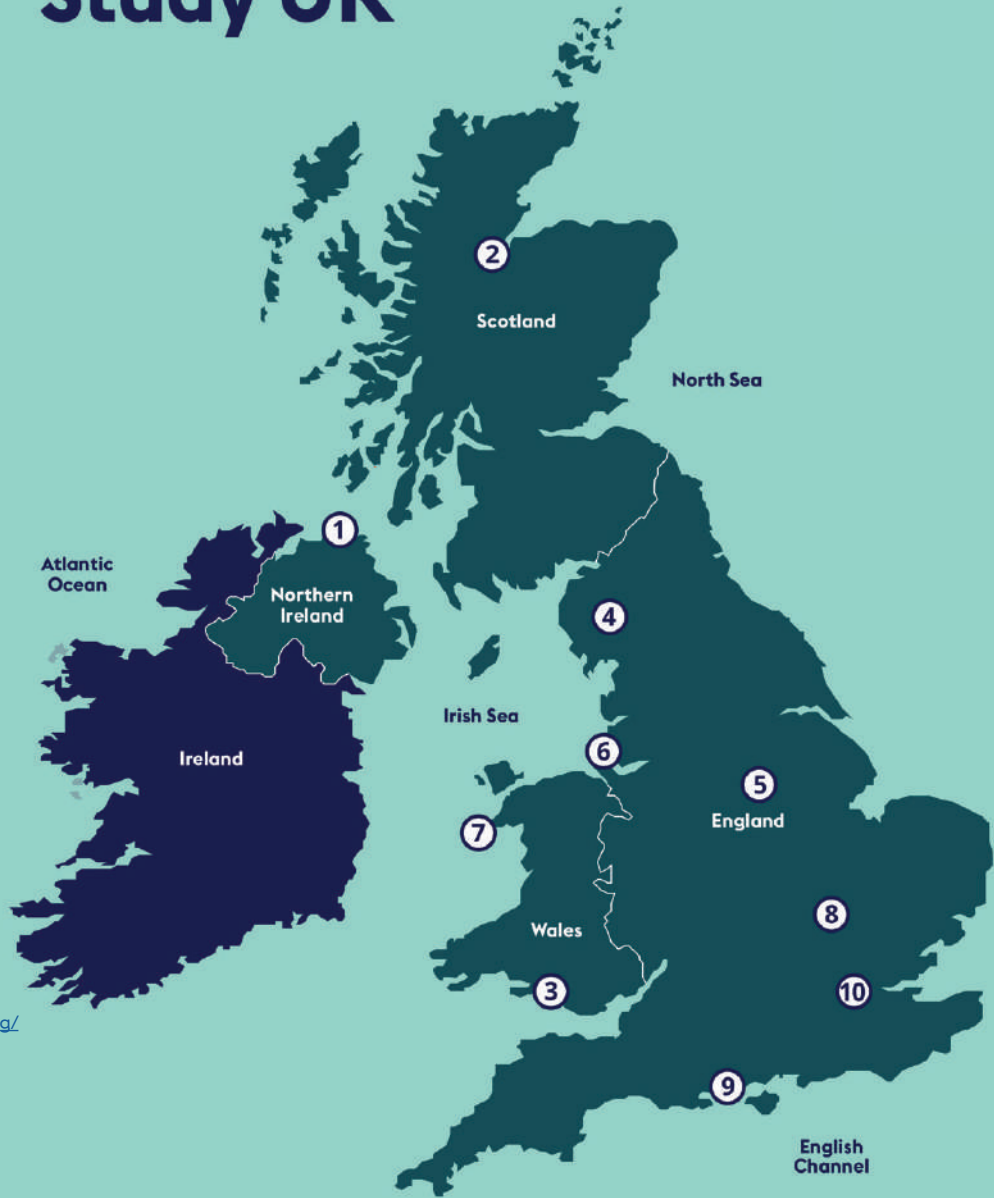 Study UK
2
Scotland
North Sea
1
Atlantic
Ocean
Northern
Ireland
4
Irish Sea
Ireland
6
5
England
7
8
Wales
3
10
g/
9
English
Channel